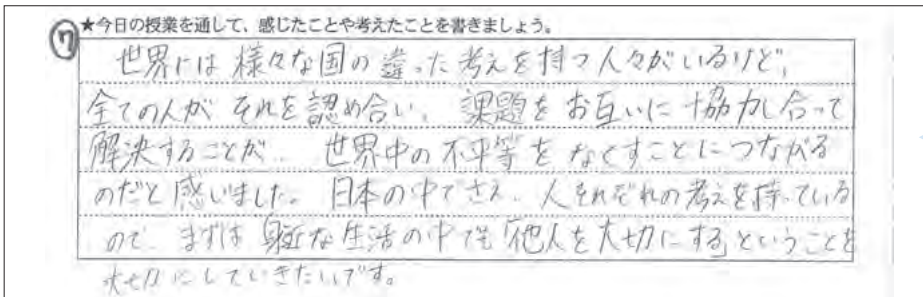 ⑦ ★今日の授業を通して、感じたことや考えたことを書きましょう。
世界には様々な国の違った考えを持つ人々がいるけど、
全ての人がそれを認め合い、課題をお互いに協力し合って
解決することが、世界中の不平等をなくすことにつながる
のだと感いました。日本の中でさえ、人それぞれの考えを持っている
ので、まずは身近な生活の中でも「他人を大切にする」ということを
大切にしていきたいです。